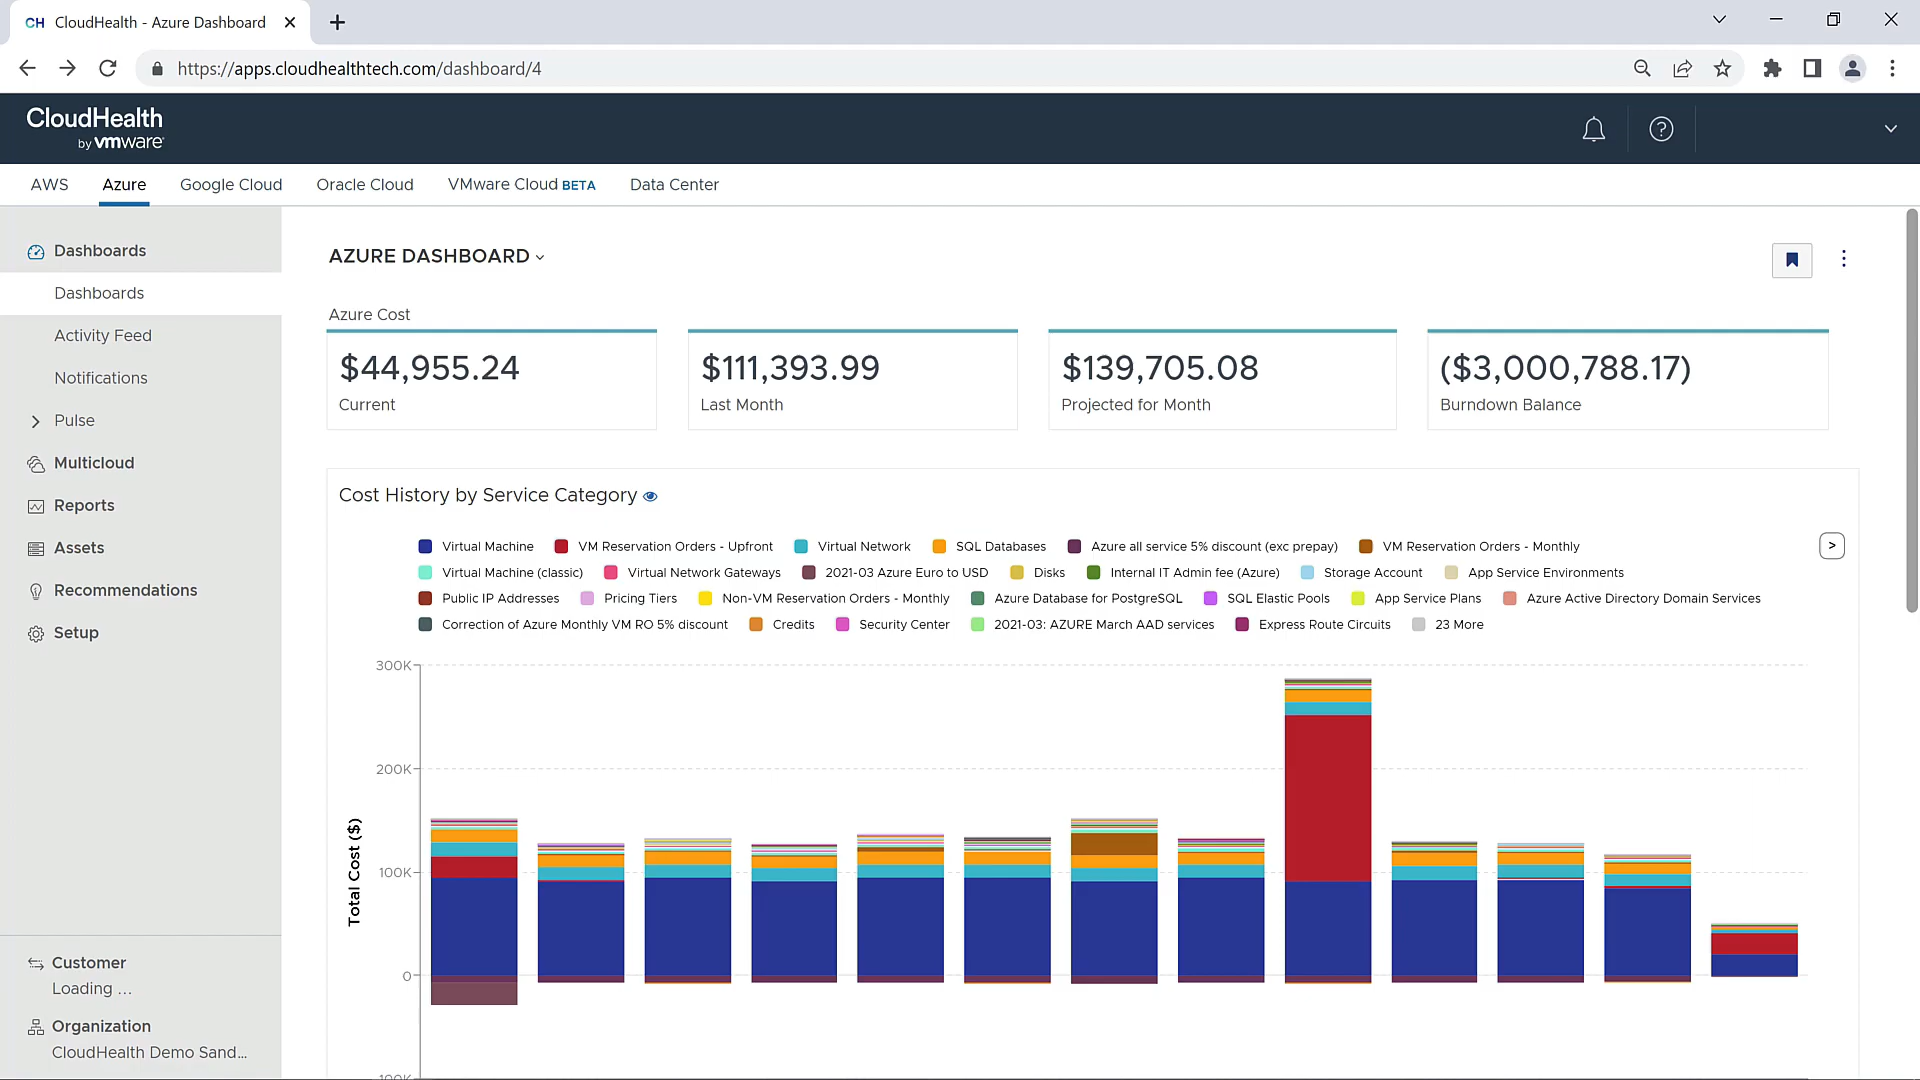 CH CloudHealth - Azure Dashboard
https://apps.cloudhealthtech.com/dashboard/4
CloudHealth
by vmware
AWS Azure Google Cloud Oracle Cloud VMware Cloud BETA Data Center
Dashboards
Dashboards
Activity Feed
Notifications
Pulse
Multicloud
Reports
Assets
Recommendations
Setup
Customer
Loading ...
Organization
CloudHealth Demo Sand...
AZURE DASHBOARD
Azure Cost
$44,955.24
Current
$111,393.99
Last Month
$139,705.08
Projected for Month
($3,000,788.17)
Burndown Balance
Cost History by Service Category
Virtual Machine VM Reservation Orders - Upfront Virtual Network SQL Databases Azure all service 5% discount (exc prepay) VM Reservation Orders - Monthly
Virtual Machine (classic) Virtual Network Gateways 2021-03 Azure Euro to USD Disks Internal IT Admin fee (Azure) Storage Account App Service Environments
Public IP Addresses Pricing Tiers Non-VM Reservation Orders - Monthly Azure Database for PostgreSQL SQL Elastic Pools App Service Plans Azure Active Directory Domain Services
Correction of Azure Monthly VM RO 5% discount Credits Security Center 2021-03: AZURE March AAD services Express Route Circuits 23 More
300K
200K
100K
0
Total Cost ($)